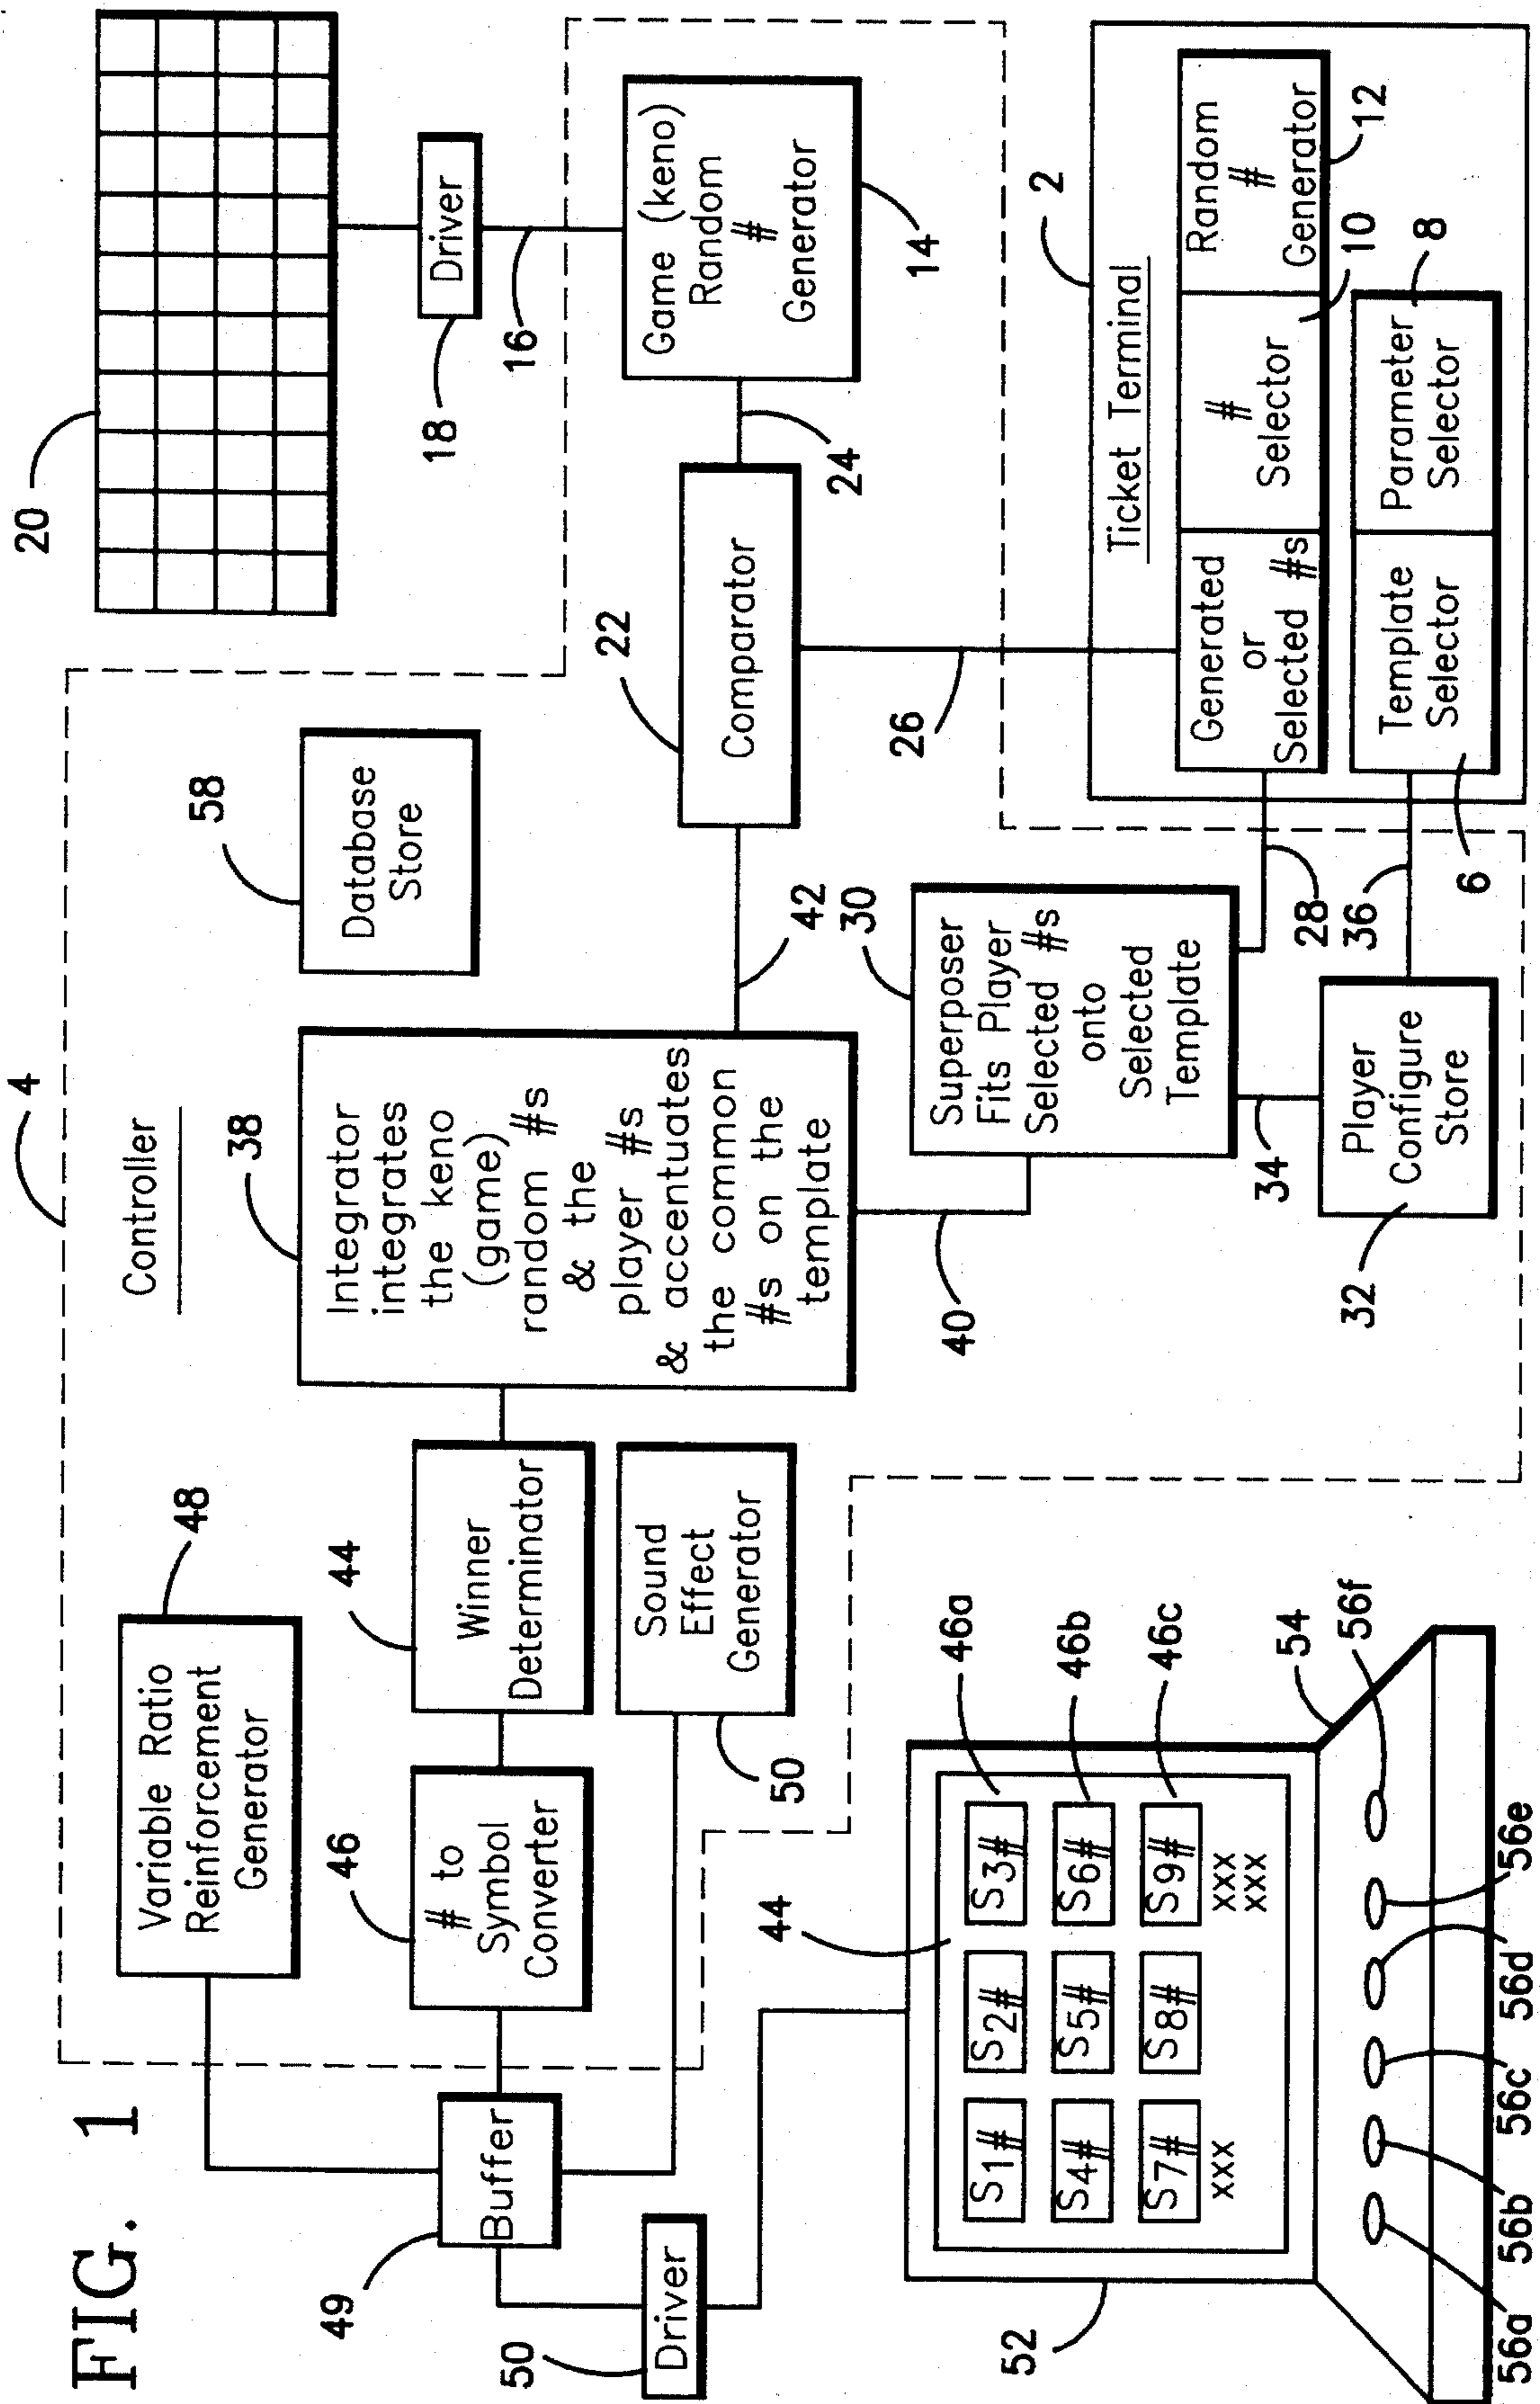 FIG. 1
4
Controller
20
48
Variable Ratio
Reinforcement
Generator
58
Database
Store
38
Integrator
integrates
the keno
(game)
random #s
& the
player #s
& accentuates
the common
#s on the
template
44
Winner
Determinator
46
# to
Symbol
Converter
Driver
18
16
49
Buffer
50
Driver
Sound
Effect
Generator
50
22
Comparator
42
24
Game (keno)
Random
#
Generator
14
26
30
Superposer
Fits Player
Selected #s
onto
Selected
Template
40
34
28
36
32
Player
Configure
Store
2
Ticket Terminal
Generated
or
Selected #s
#
Selector
10
Random
#
Generator
12
Template
Selector
6
Parameter
Selector
8
52
44
S1# S2# S3#
46a
S4# S5# S6#
46b
S7# S8# S9#
46c
xxx xxx
xxx
54
56a 56b 56c 56d 56e 56f